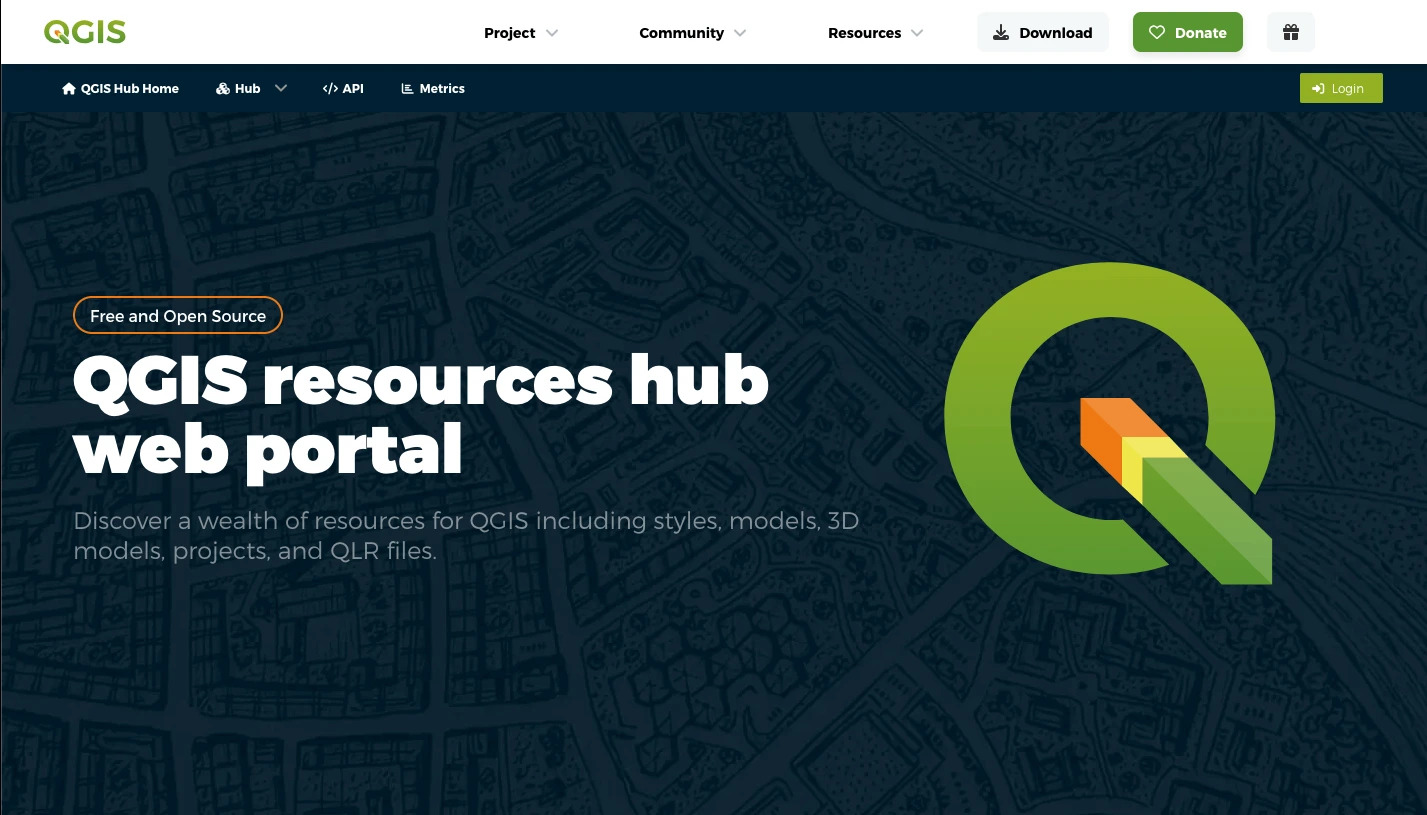 QGIS
Project
Community
Resources
Download
Donate
QGIS Hub Home
Hub
API
Metrics
Login
Free and Open Source
QGIS resources hub
web portal
Discover a wealth of resources for QGIS including styles, models, 3D
models, projects, and QLR files.